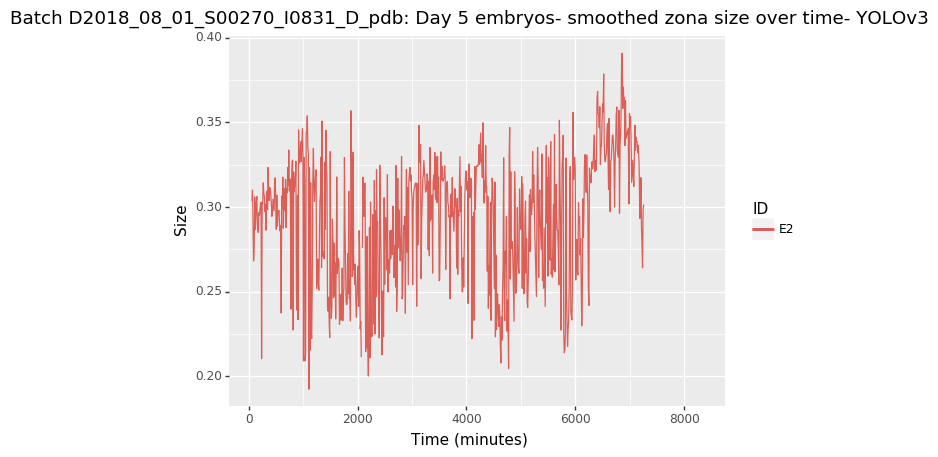 Batch D2018_08_01_S00270_I0831_D_pdb: Day 5 embryos- smoothed zona size over time- YOLOv3
0.40
0.35
0.30
0.25
0.20
Size
0
2000
4000
6000
8000
Time (minutes)
ID
E2